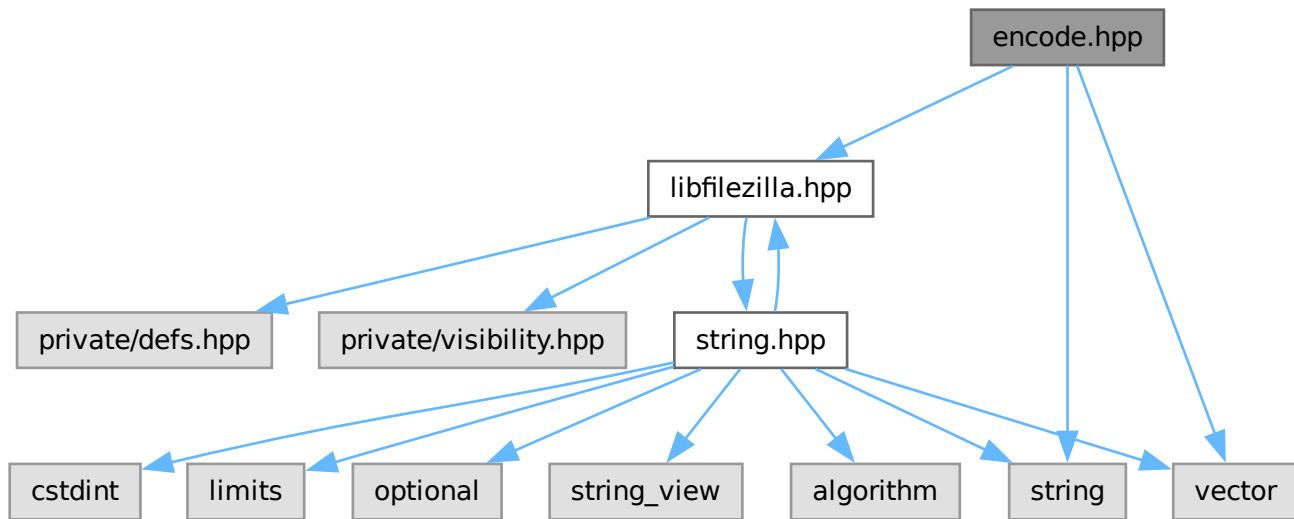 encode.hpp
libfilezilla.hpp
private/defs.hpp
private/visibility.hpp
string.hpp
cstdint
limits
optional
string_view
algorithm
string
vector